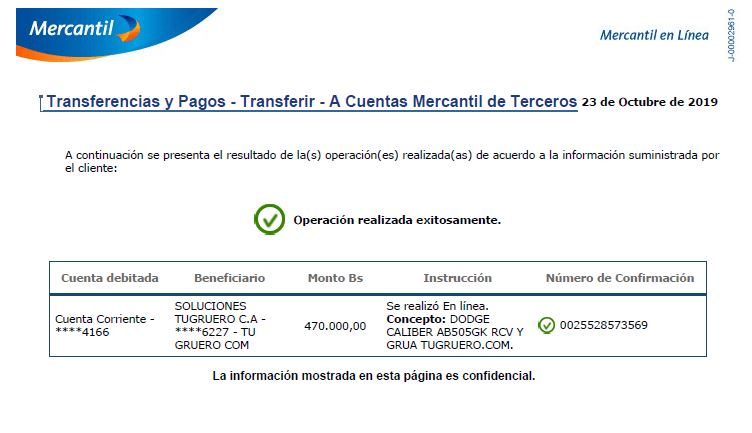 Mercantil
Mercantil en Línea
J-00002961-0
Transferencias y Pagos - Transferir - A Cuentas Mercantil de Terceros 23 de Octubre de 2019
A continuación se presenta el resultado de la(s) operación(es) realizada(as) de acuerdo a la información suministrada por
el cliente:
Operación realizada exitosamente.
Cuenta debitada Beneficiario Monto Bs Instrucción Número de Confirmación
Cuenta Corriente -
****4166
SOLUCIONES
TUGRUERO C.A -
****6227 - TU
GRUERO COM
470.000,00
Se realizó En línea.
Concepto: DODGE
CALIBER AB505GK RCV Y
GRUA TUGRUERO.COM.
0025528573569
La información mostrada en esta página es confidencial.